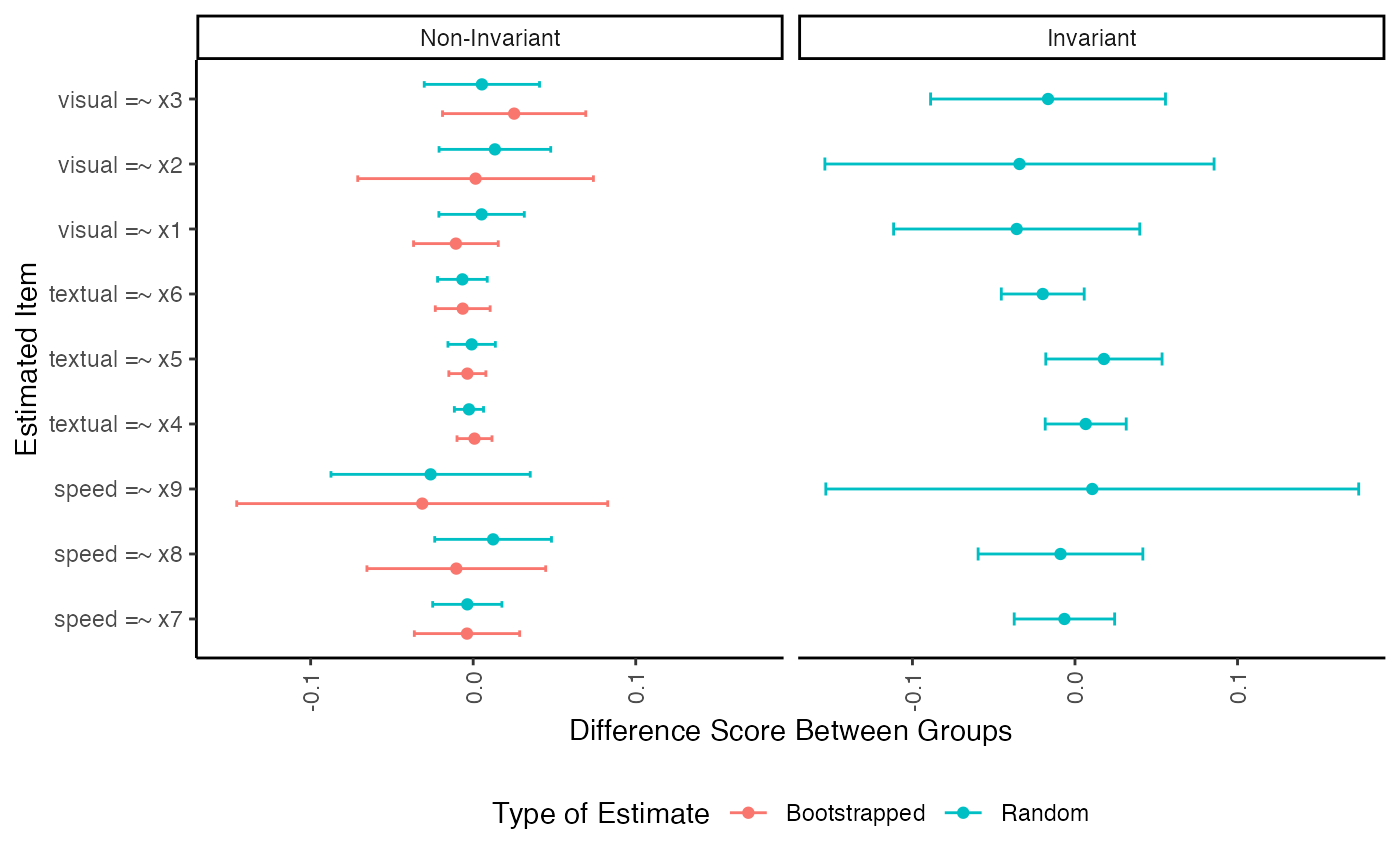 Non-Invariant
Invariant
Estimated Item
visual =~ x3
visual =~ x2
visual =~ x1
textual =~ x6
textual =~ x5
textual =~ x4
speed =~ x9
speed =~ x8
speed =~ x7
-0.1
0.0
0.1
-0.1
0.0
0.1
Difference Score Between Groups
Type of Estimate Bootstrapped Random